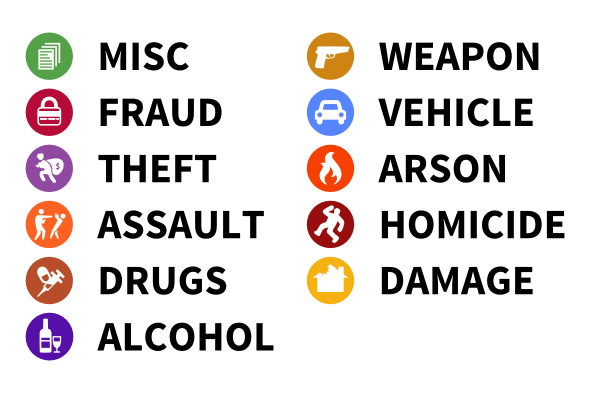 MISC
FRAUD
THEFT
ASSAULT
DRUGS
ALCOHOL
WEAPON
VEHICLE
ARSON
HOMICIDE
DAMAGE